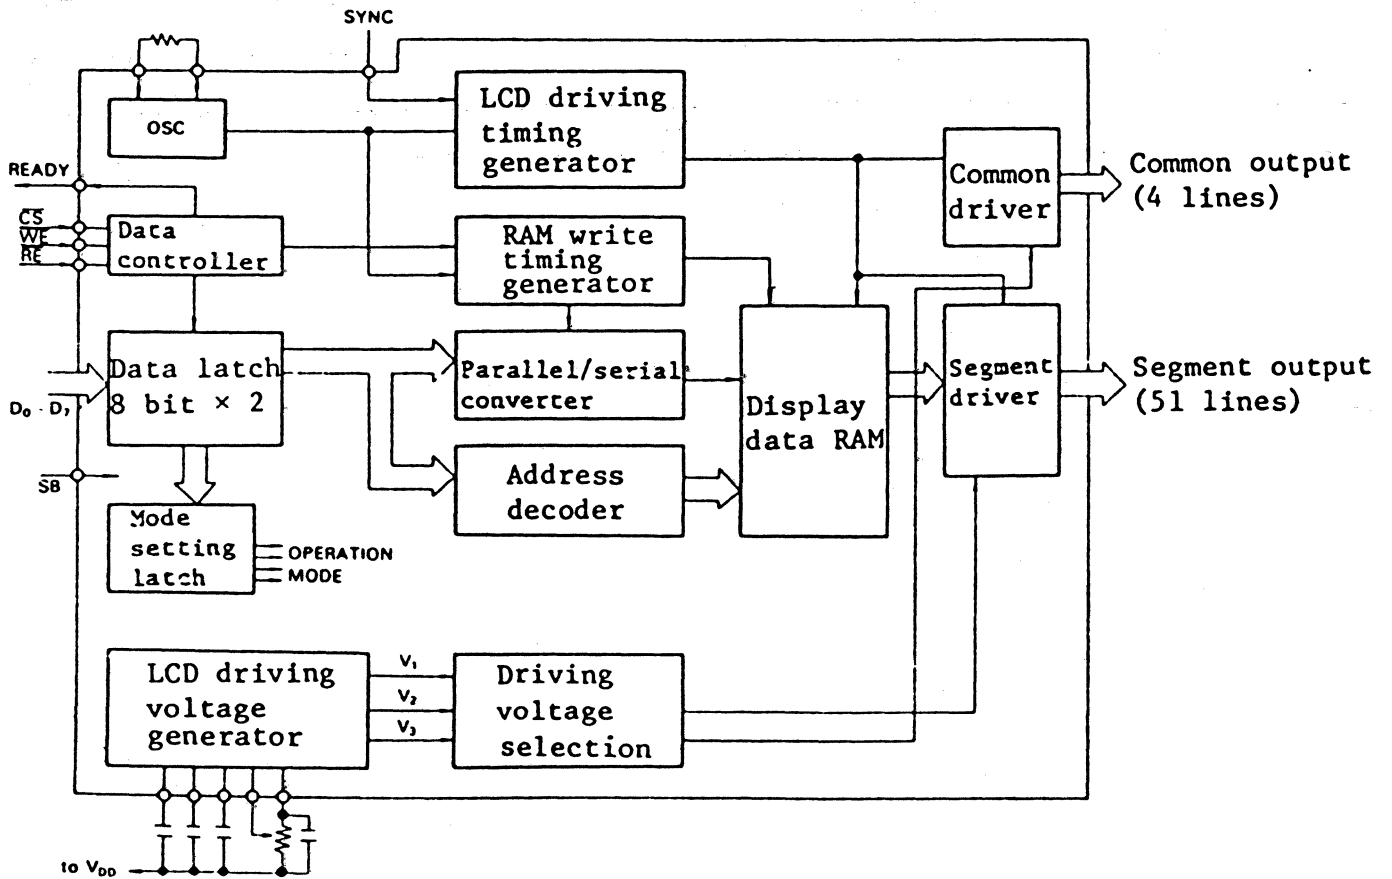 SYNC
OSC
LCD driving
timing
generator
READY
CS
WE
RE
Data
controller
RAM write
timing
generator
Common
driver
Common output
(4 lines)
Data latch
8 bit × 2
D₀ - D₇
Parallel/serial
converter
Display
data RAM
Segment
driver
Segment output
(51 lines)
SB
Address
decoder
Mode
setting
latch
OPERATION
MODE
LCD driving
voltage
generator
V₁
V₂
V₃
Driving
voltage
selection
to V_DD